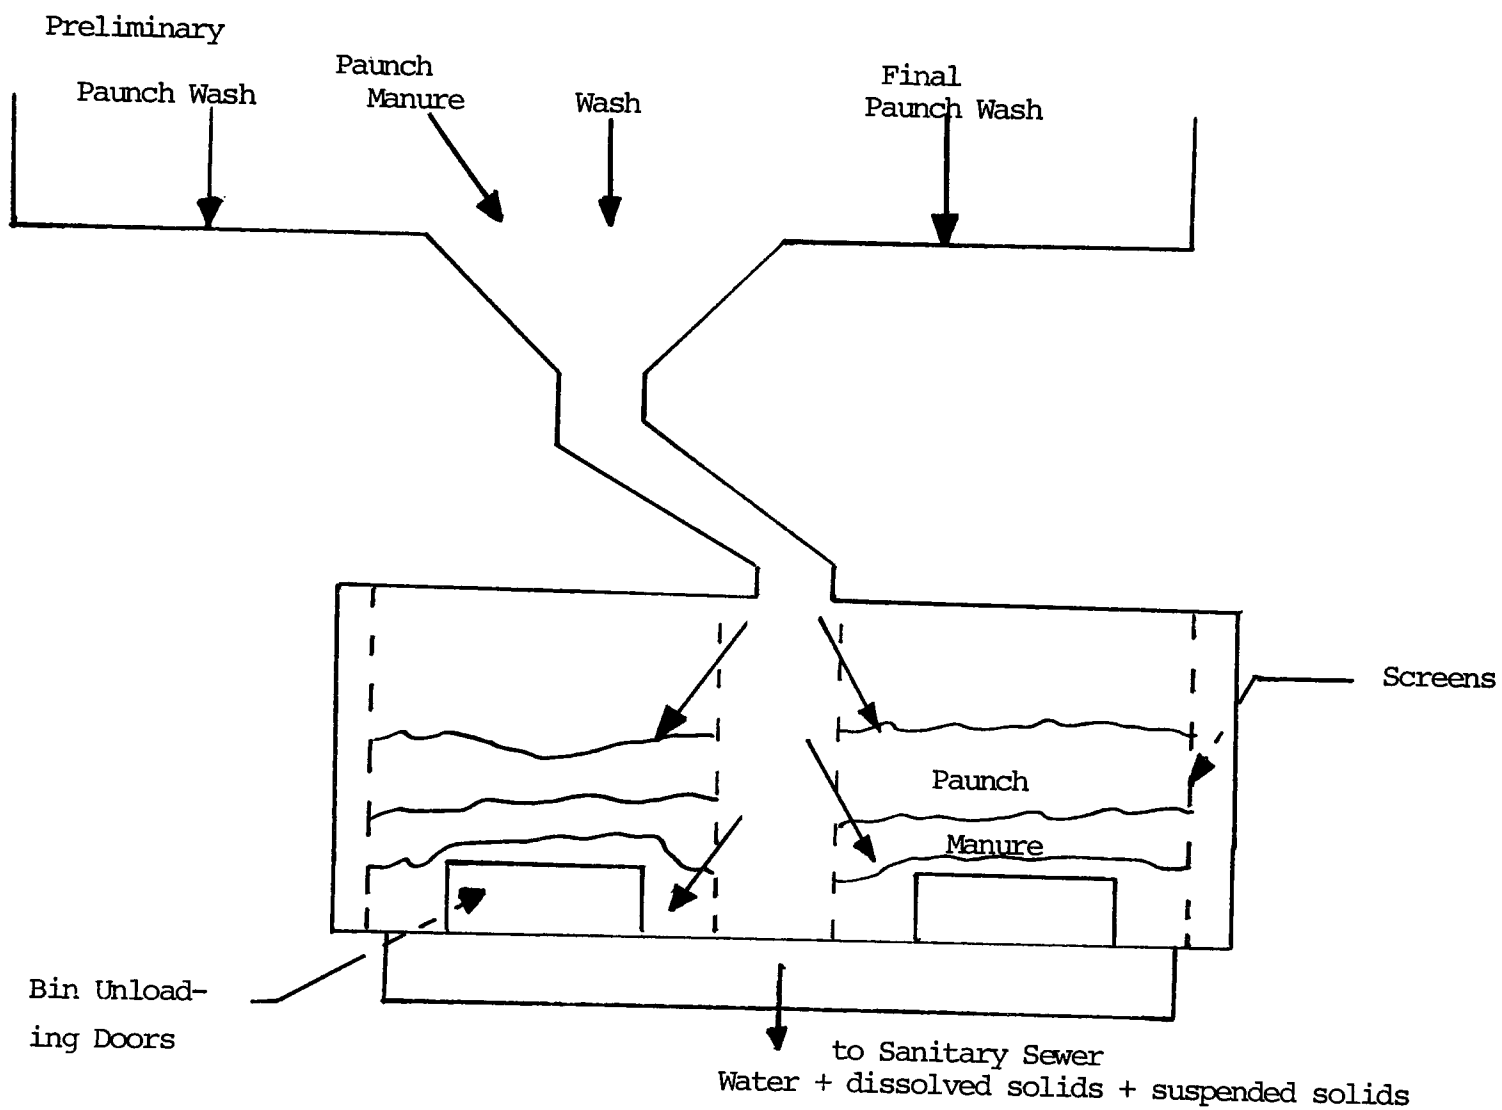 Preliminary
Paunch Wash
Paunch
Manure
Wash
Final
Paunch Wash
Screens
Paunch
Manure
Bin Unload-
ing Doors
to Sanitary Sewer
Water + dissolved solids + suspended solids